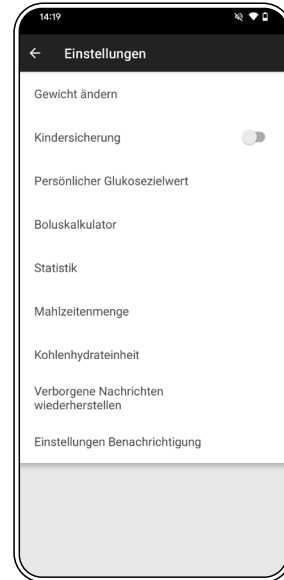 14:19
Einstellungen
Gewicht ändern
Kindersicherung
Persönlicher Glukosezielwert
Boluskalkulator
Statistik
Mahlzeitenmenge
Kohlenhydrateinheit
Verborgene Nachrichten
wiederherstellen
Einstellungen Benachrichtigung